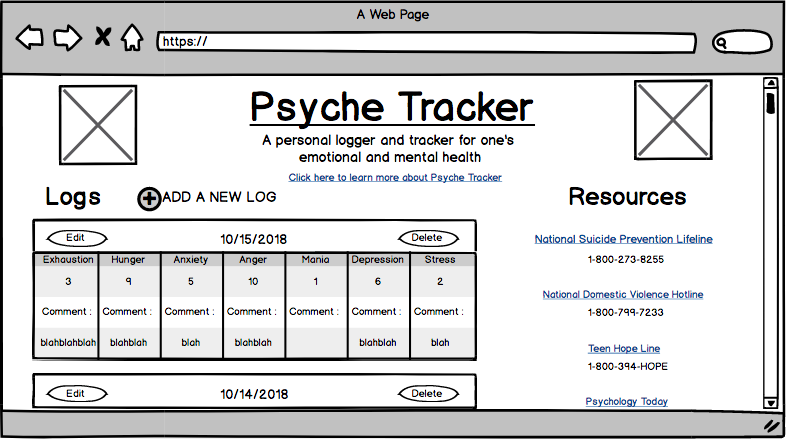 A Web Page
https://
Psyche Tracker
A personal logger and tracker for one's
emotional and mental health
Click here to learn more about Psyche Tracker
Logs
ADD A NEW LOG
Edit
10/15/2018
Delete
Exhaustion Hunger Anxiety Anger Mania Depression Stress
3 9 5 10 1 6 2
Comment : Comment : Comment : Comment : Comment : Comment : Comment :
blahblahblah blahblah blah blahblah blahblah blah
Edit
10/14/2018
Delete
Resources
National Suicide Prevention Lifeline
1-800-273-8255
National Domestic Violence Hotline
1-800-799-7233
Teen Hope Line
1-800-394-HOPE
Psychology Today